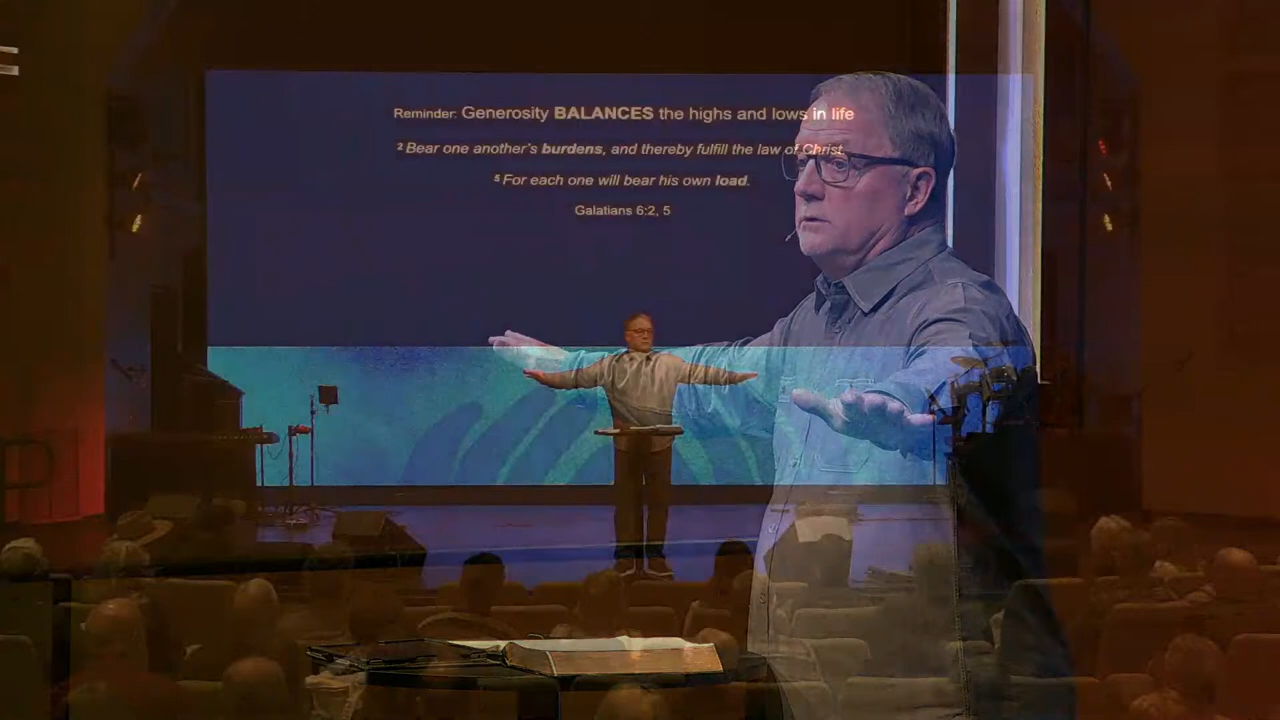 Reminder: Generosity BALANCES the highs and lows in life
² Bear one another's burdens, and thereby fulfill the law of Christ.
⁵ For each one will bear his own load.
Galatians 6:2, 5